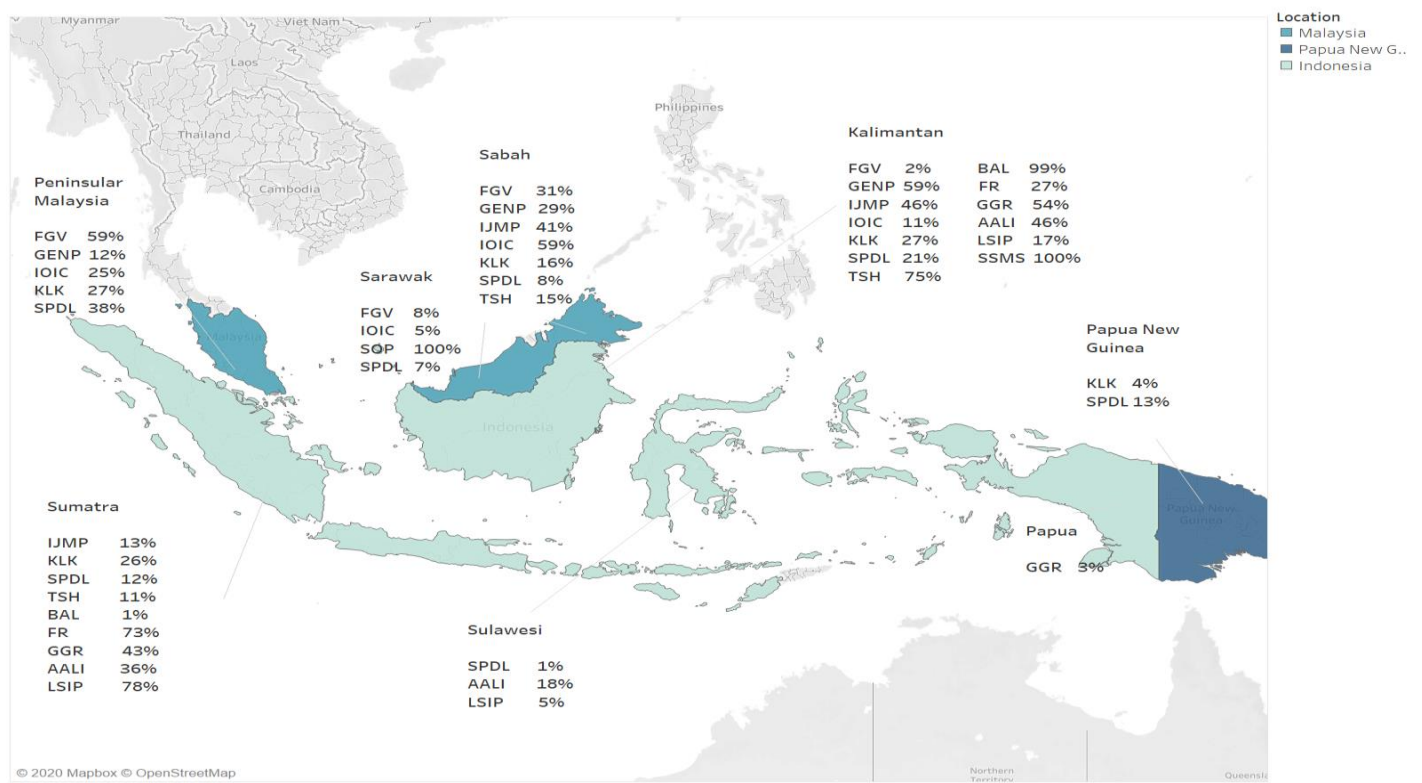 Myanmar
Viet Nam
Laos
Thailand
Cambodia
Philippines
Location
Malaysia
Papua New G..
Indonesia
Peninsular
Malaysia
FGV 59%
GENP 12%
IOIC 25%
KLK 27%
SPDL 38%
Sarawak
FGV 8%
IOIC 5%
SOP 100%
SPDL 7%
Sabah
FGV 31%
GENP 29%
IJMP 41%
IOIC 59%
KLK 16%
SPDL 8%
TSH 15%
Kalimantan
FGV 2% BAL 99%
GENP 59% FR 27%
IJMP 46% GGR 54%
IOIC 11% AALI 46%
KLK 27% LSIP 17%
SPDL 21% SSMS 100%
TSH 75%
Papua New
Guinea
KLK 4%
SPDL 13%
Malaysia
Indonesia
Papua New
Guinea
Sumatra
IJMP 13%
KLK 26%
SPDL 12%
TSH 11%
BAL 1%
FR 73%
GGR 43%
AALI 36%
LSIP 78%
Sulawesi
SPDL 1%
AALI 18%
LSIP 5%
Papua
GGR 3%
© 2020 Mapbox © OpenStreetMap
Northern
Territory
Queensl